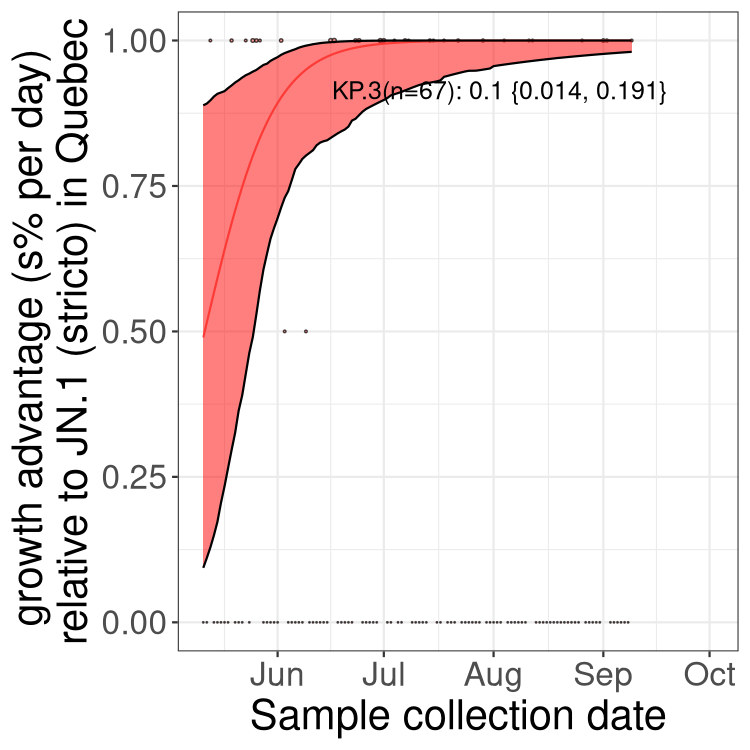 growth advantage (s% per day)
relative to JN.1 (stricto) in Quebec
1.00
0.75
0.50
0.25
0.00
KP.3(n=67): 0.1 {0.014, 0.191}
Jun Jul Aug Sep Oct
Sample collection date